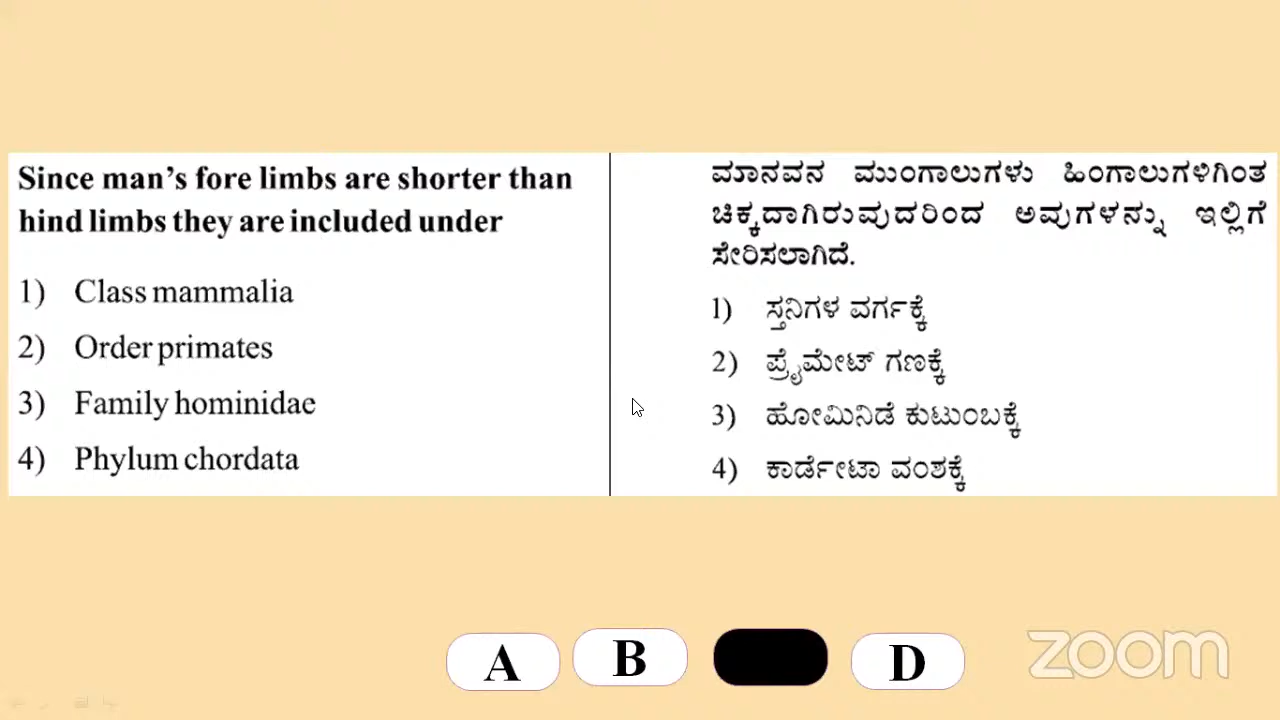 Since man's fore limbs are shorter than
hind limbs they are included under
1) Class mammalia
2) Order primates
3) Family hominidae
4) Phylum chordata
ಮಾನವನ ಮುಂಗಾಲುಗಳು ಹಿಂಗಾಲುಗಳಿಗಿಂತ
ಚಿಕ್ಕದಾಗಿರುವುದರಿಂದ ಅವುಗಳನ್ನು ಇಲ್ಲಿಗೆ
ಸೇರಿಸಲಾಗಿದೆ.
1) ಸ್ತನಿಗಳ ವರ್ಗಕ್ಕೆ
2) ಪ್ರೈಮೇಟ್ ಗಣಕ್ಕೆ
3) ಹೋಮಿನಿಡೆ ಕುಟುಂಬಕ್ಕೆ
4) ಕಾರ್ಡೇಟಾ ವಂಶಕ್ಕೆ
A B D
zoom